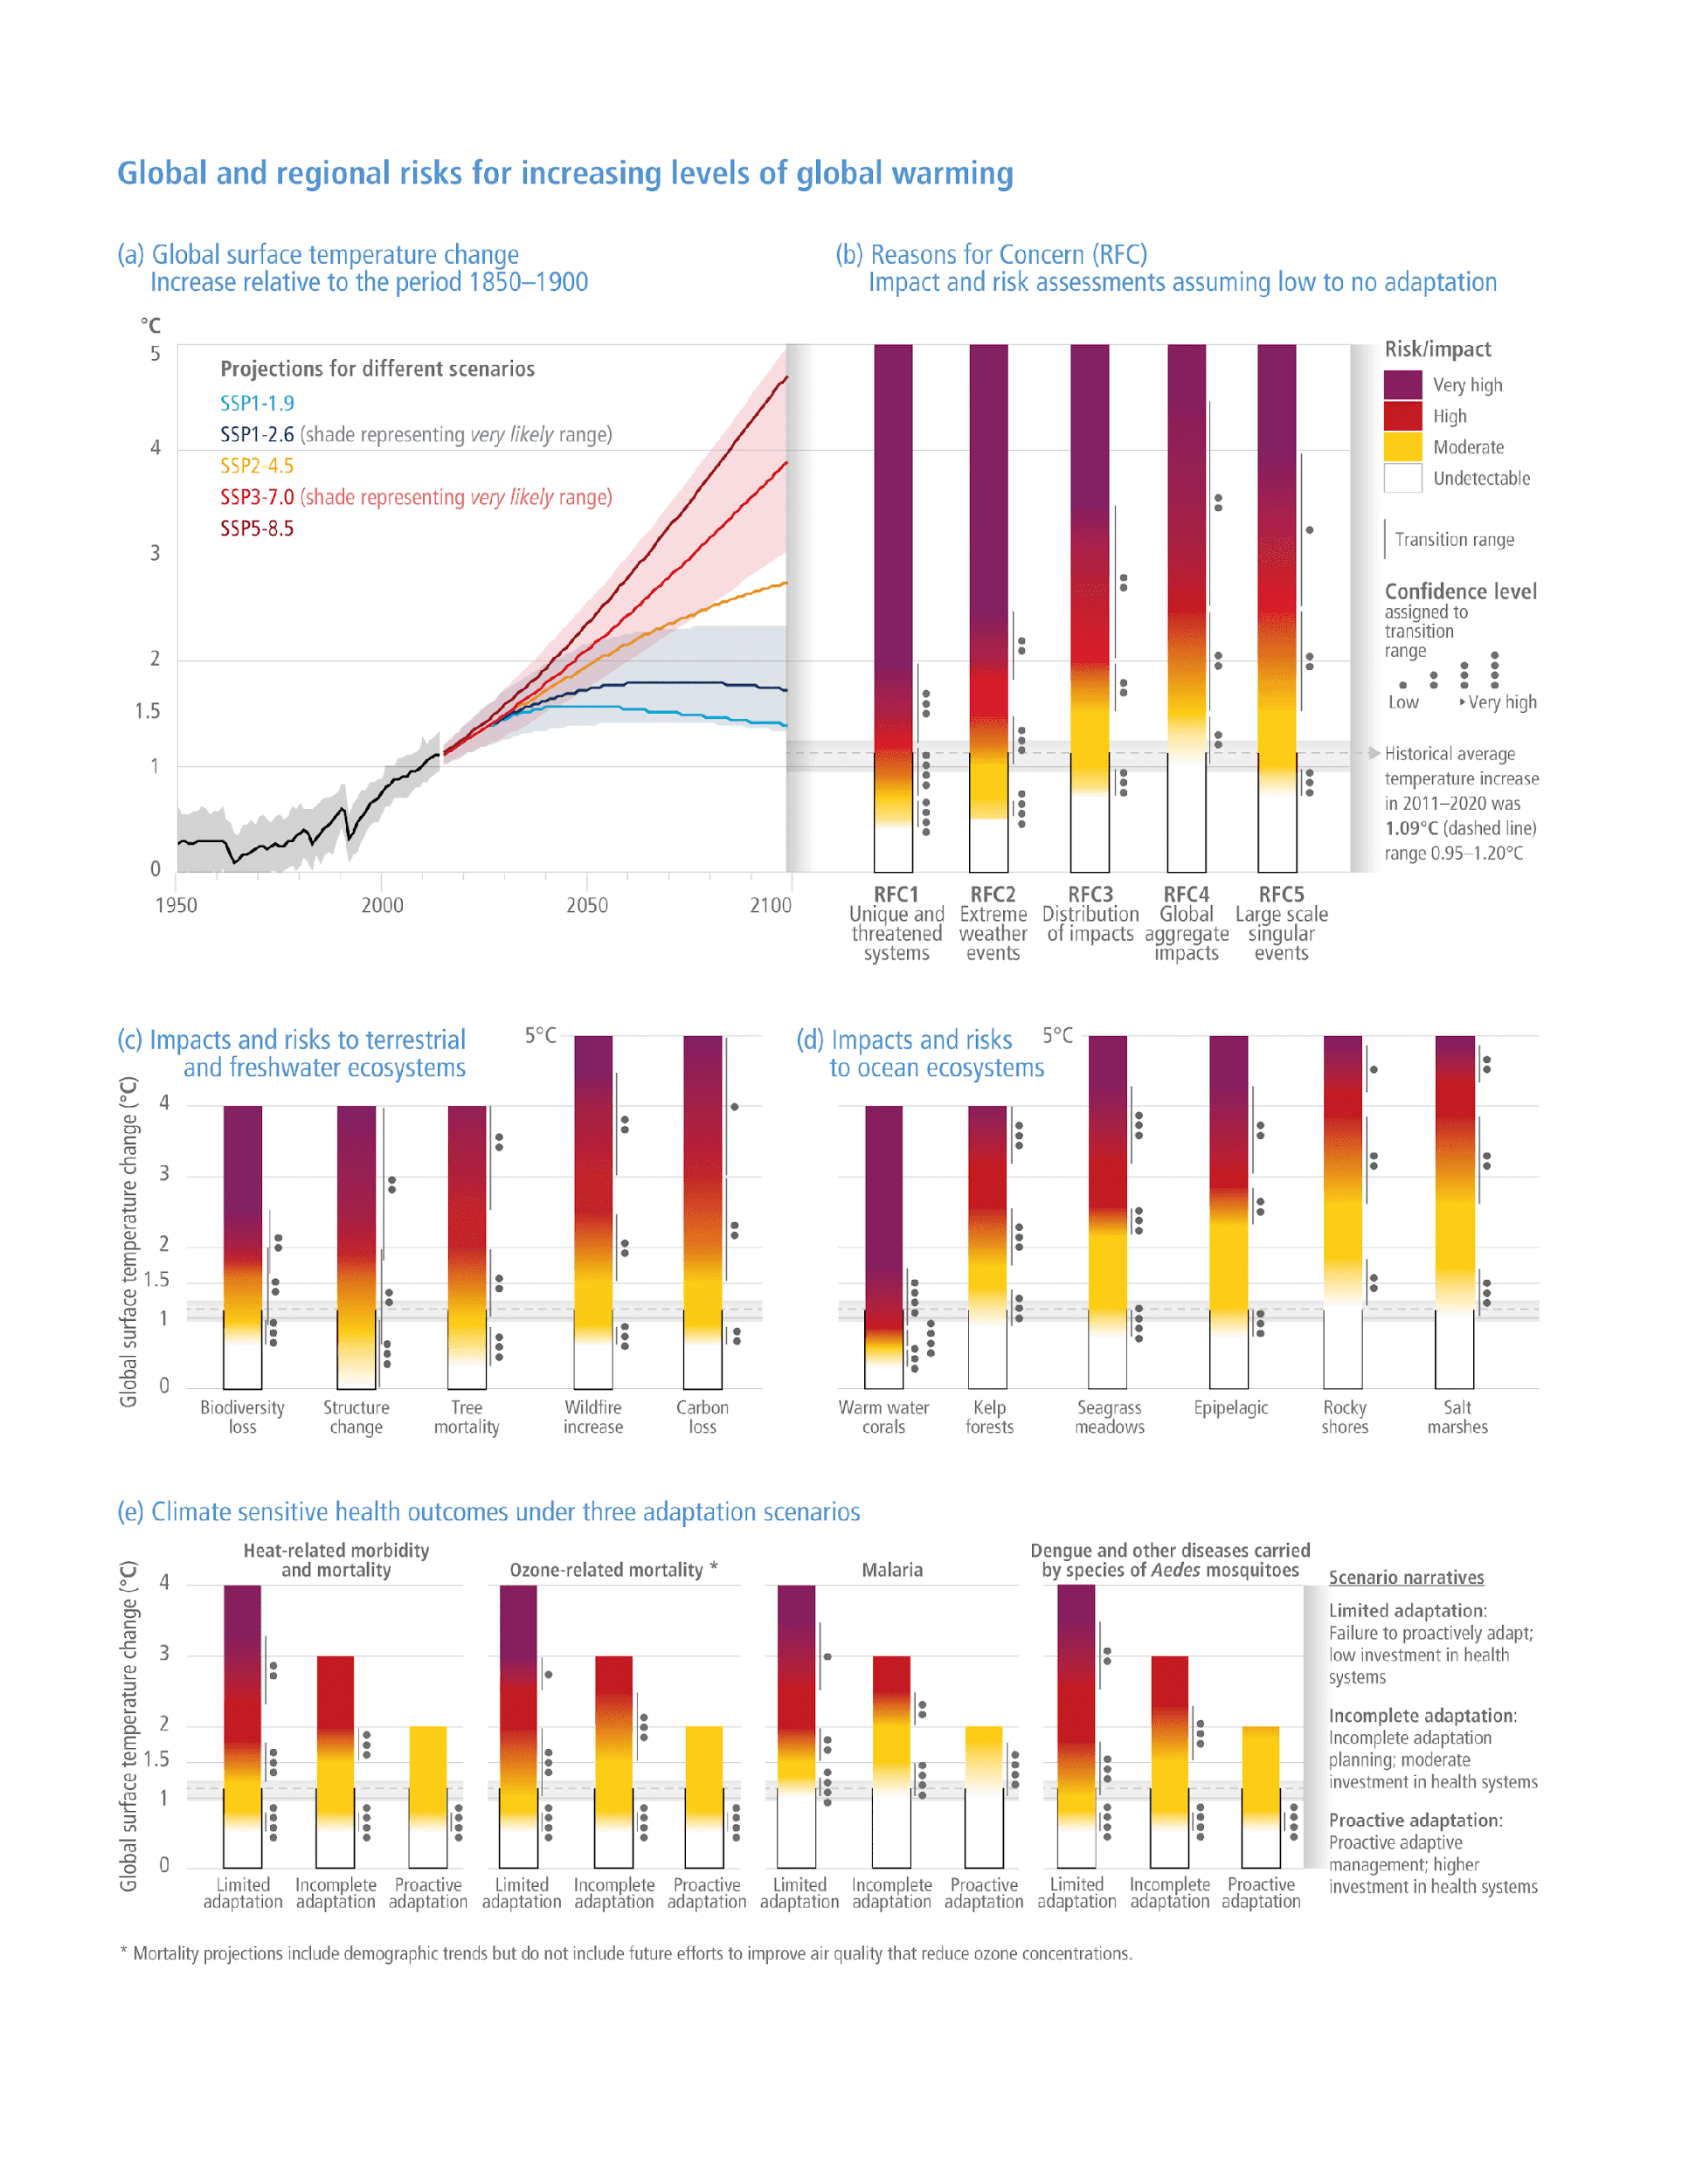 Global and regional risks for increasing levels of global warming
(a) Global surface temperature change
Increase relative to the period 1850–1900
°C
5
4
3
2
1.5
1
0
1950
2000
2050
2100
Projections for different scenarios
SSP1-1.9
SSP1-2.6 (shade representing very likely range)
SSP2-4.5
SSP3-7.0 (shade representing very likely range)
SSP5-8.5
(b) Reasons for Concern (RFC)
Impact and risk assessments assuming low to no adaptation
RFC1
Unique and
threatened
systems
RFC2
Extreme
weather
events
RFC3
Distribution
of impacts
RFC4
Global
aggregate
impacts
RFC5
Large scale
singular
events
Risk/impact
Very high
High
Moderate
Undetectable
Transition range
Confidence level
assigned to
transition
range
Low
Very high
Historical average
temperature increase
in 2011–2020 was
1.09°C (dashed line)
range 0.95–1.20°C
(c) Impacts and risks to terrestrial
and freshwater ecosystems
Global surface temperature change (°C)
5°C
4
3
2
1.5
1
0
Biodiversity
loss
Structure
change
Tree
mortality
Wildfire
increase
Carbon
loss
(d) Impacts and risks
to ocean ecosystems
5°C
Warm water
corals
Kelp
forests
Seagrass
meadows
Epipelagic
Rocky
shores
Salt
marshes
(e) Climate sensitive health outcomes under three adaptation scenarios
Global surface temperature change (°C)
4
3
2
1.5
1
0
Heat-related morbidity
and mortality
Limited
adaptation
Incomplete
adaptation
Proactive
adaptation
Ozone-related mortality *
Limited
adaptation
Incomplete
adaptation
Proactive
adaptation
Malaria
Limited
adaptation
Incomplete
adaptation
Proactive
adaptation
Dengue and other diseases carried
by species of Aedes mosquitoes
Limited
adaptation
Incomplete
adaptation
Proactive
adaptation
Scenario narratives
Limited adaptation:
Failure to proactively adapt;
low investment in health
systems
Incomplete adaptation:
Incomplete adaptation
planning; moderate
investment in health systems
Proactive adaptation:
Proactive adaptive
management; higher
investment in health systems
* Mortality projections include demographic trends but do not include future efforts to improve air quality that reduce ozone concentrations.